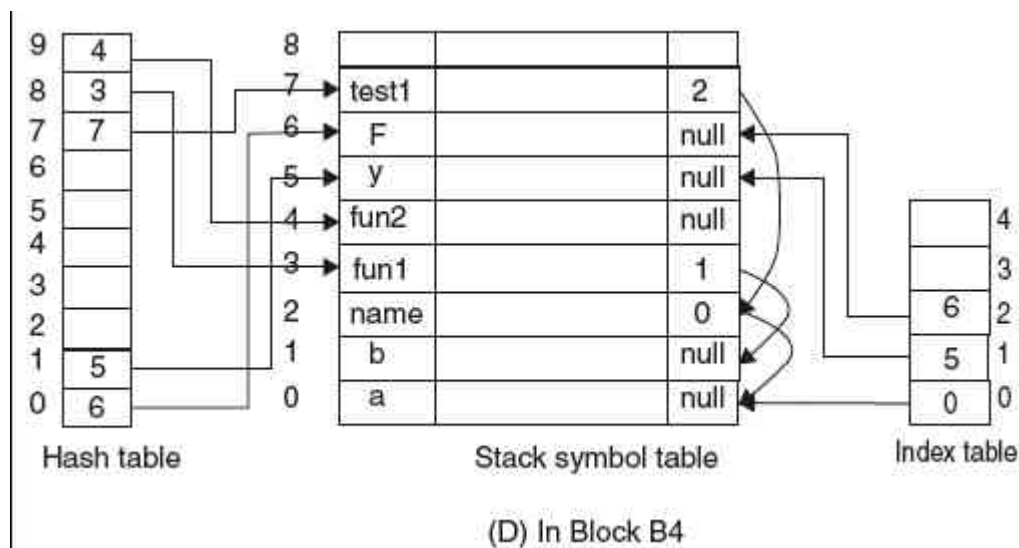 9 4
8 3
7 7
6
5
4
3
2
1 5
0 6
Hash table
8
7 test1 2
6 F null
5 y null
4 fun2 null
3 fun1 1
2 name 0
1 b null
0 a null
Stack symbol table
4
3
6 2
5 1
0 0
Index table
(D) In Block B4